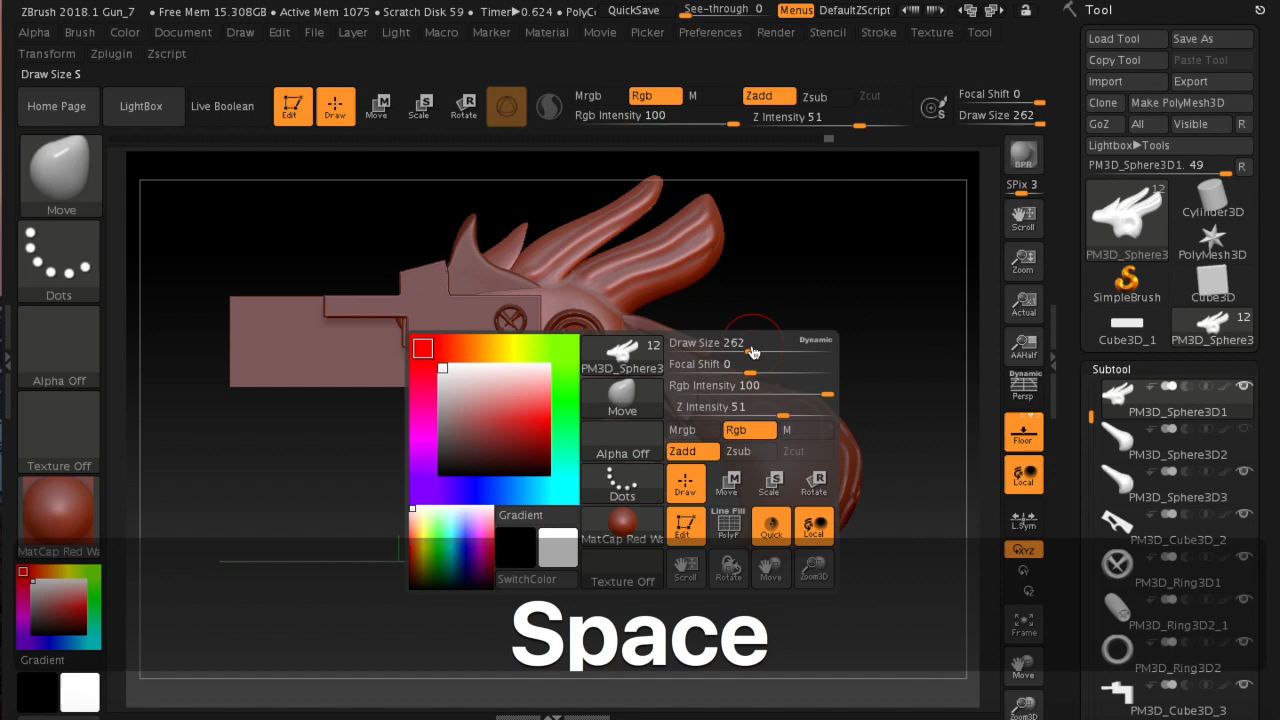 ZBrush 2018.1 Gun_7
• Free Mem 15.308GB • Active Mem 1075 • Scratch Disk 59 • Timer▶0.624 • PolyC
QuickSave
See-through 0
Menus
DefaultZScript
Tool
Alpha Brush Color Document Draw Edit File Layer Light Macro Marker Material Movie Picker Preferences Render Stencil Stroke Texture Tool
Transform Zplugin Zscript
Draw Size S
Home Page
LightBox
Live Boolean
Edit
Draw
Move
Scale
Rotate
Mrgb Rgb M
Rgb Intensity 100
Zadd Zsub Zcut
Z Intensity 51
Focal Shift 0
Draw Size 262
Load Tool Save As
Copy Tool Paste Tool
Import Export
Clone Make PolyMesh3D
GoZ All Visible R
Lightbox▶Tools
PM3D_Sphere3D1. 49 R
12
PM3D_Sphere3
Cylinder3D
PolyMesh3D
SimpleBrush
Cube3D
Cube3D_1
12
PM3D_Sphere3
Subtool
PM3D_Sphere3D1
PM3D_Sphere3D2
PM3D_Sphere3D3
PM3D_Cube3D_2
PM3D_Ring3D1
PM3D_Ring3D2_1
PM3D_Ring3D2
PM3D_Cube3D_3
Move
Dots
Alpha Off
Texture Off
MatCap Red Wa
Gradient
BPR
SPix 3
Scroll
Zoom
Actual
AAHalf
Dynamic
Persp
Floor
Local
L.Sym
XYZ
Y
Z
Frame
Move
Zoom3D
12
PM3D_Sphere3
Move
Alpha Off
Dots
MatCap Red Wa
Texture Off
Gradient
SwitchColor
Draw Size 262 Dynamic
Focal Shift 0
Rgb Intensity 100
Z Intensity 51
Mrgb Rgb M
Zadd Zsub Zcut
Draw Move Scale Rotate
Line Fill
Edit PolyF Quick Local
Scroll Rotate Move Zoom3D
Space